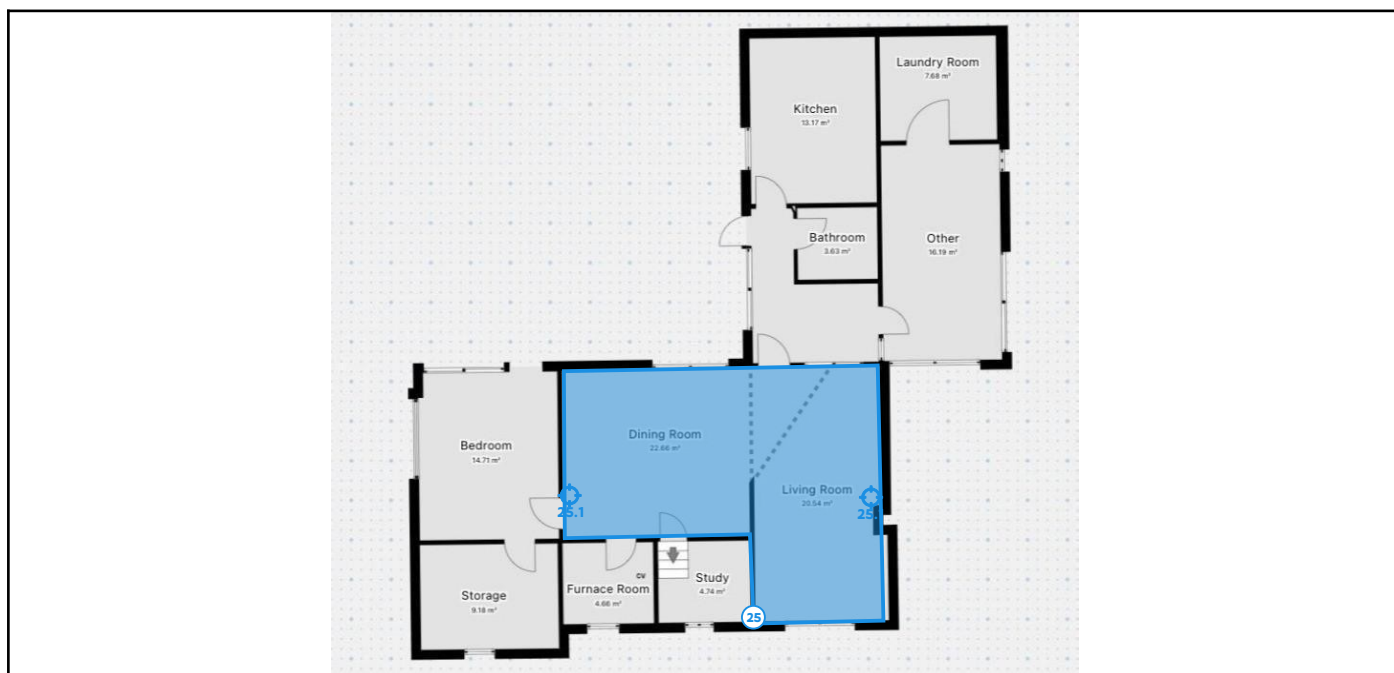 Laundry Room
7.68 m²
Kitchen
13.17 m²
Bathroom
3.63 m²
Other
16.19 m²
Dining Room
22.66 m²
Bedroom
14.71 m²
Living Room
20.54 m²
25.1
25.
Study
4.74 m²
Furnace Room
4.66 m²
CV
Storage
9.18 m²
25